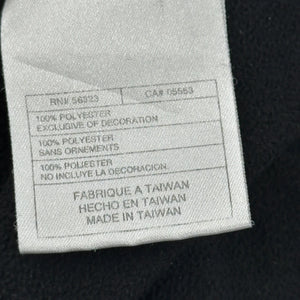 RN# 56323 CA# 05553
100% POLYESTER
EXCLUSIVE OF DECORATION
100% POLYESTER
SANS ORNEMENTS
100% POLIESTER
NO INCLUYE LA DECORACION.
FABRIQUE A TAIWAN
HECHO EN TAIWAN
MADE IN TAIWAN